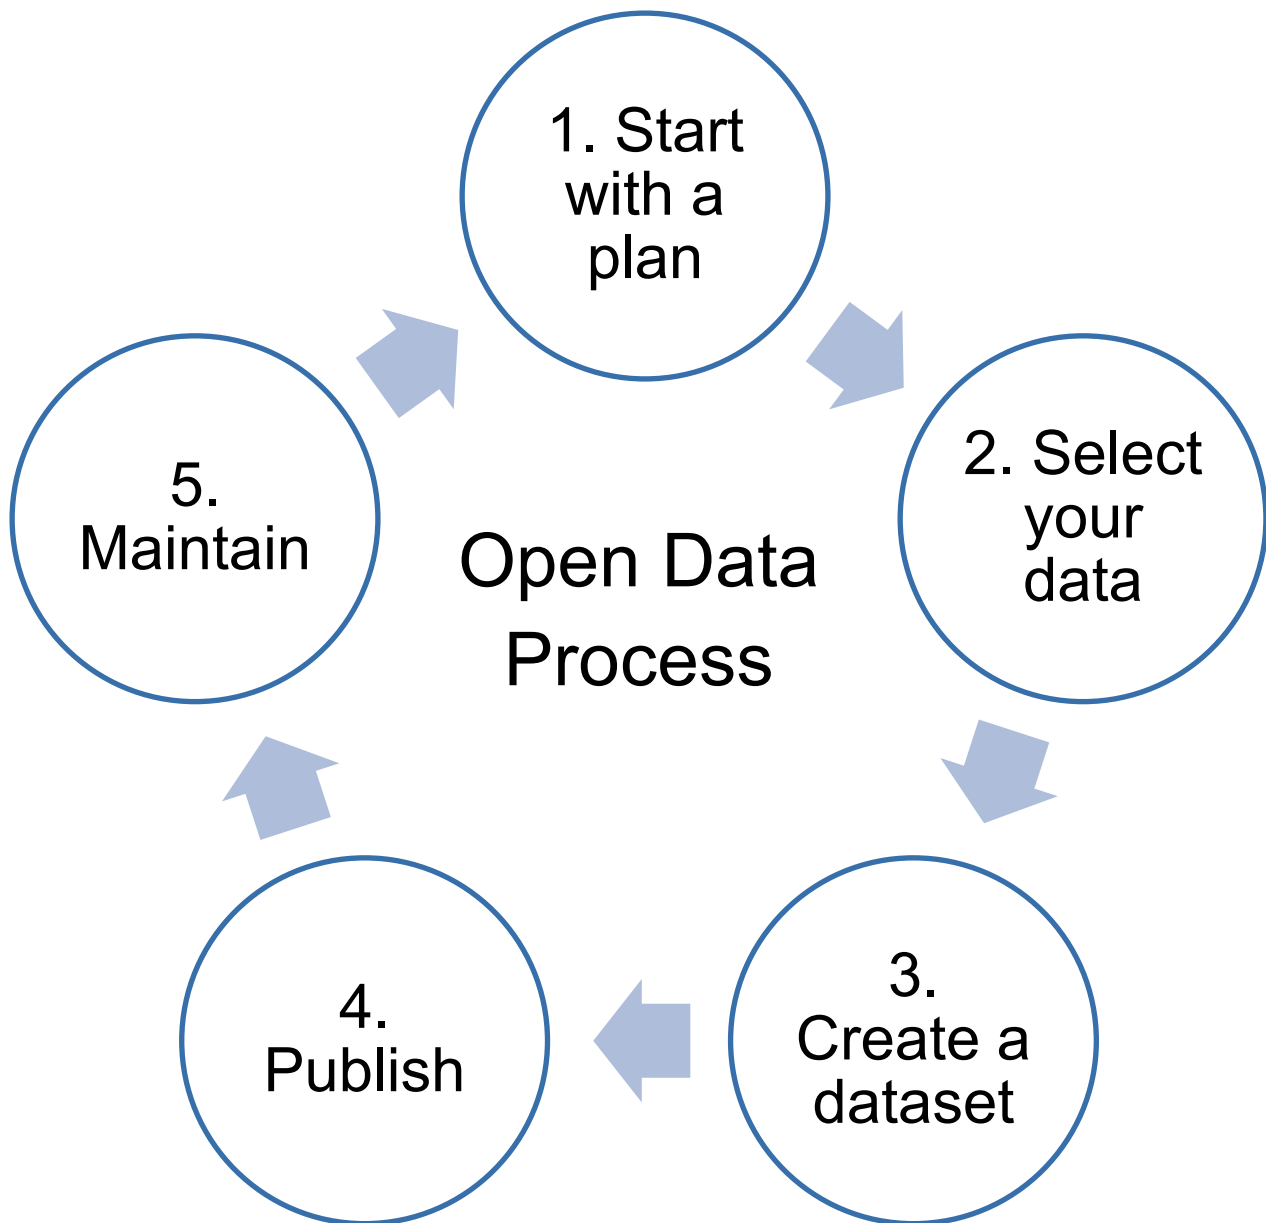 1. Start
with a
plan
2. Select
your
data
3.
Create a
dataset
4.
Publish
5.
Maintain
Open Data
Process